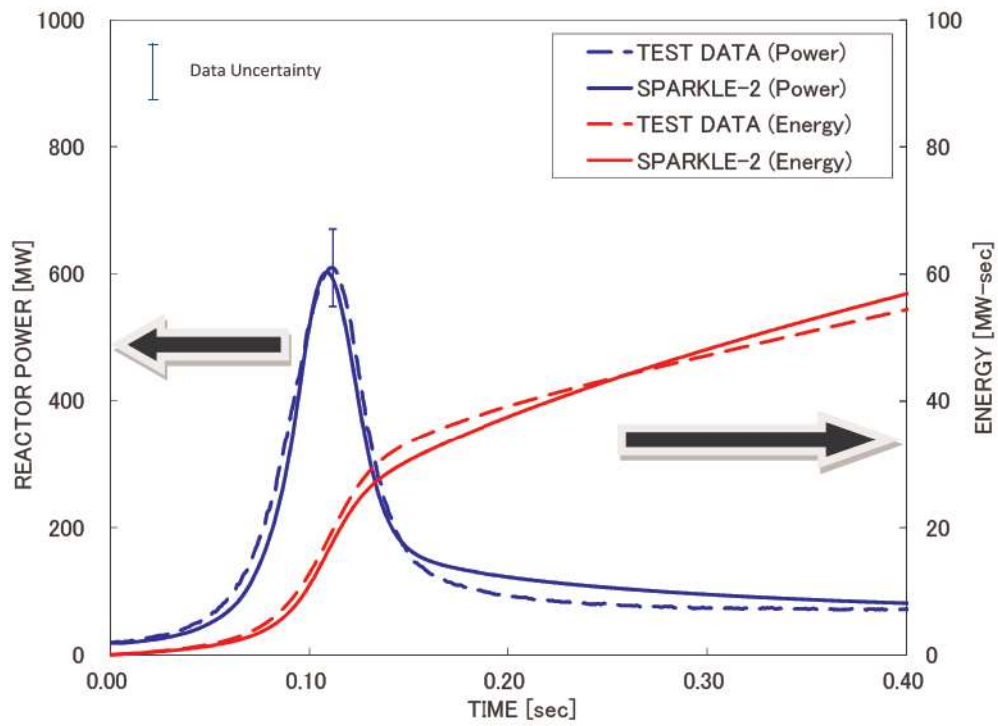 1000
800
600
400
200
0
REACTOR POWER [MW]
Data Uncertainty
TEST DATA (Power)
SPARKLE-2 (Power)
TEST DATA (Energy)
SPARKLE-2 (Energy)
100
80
60
40
20
0
ENERGY [MW-sec]
0.00 0.10 0.20 0.30 0.40
TIME [sec]